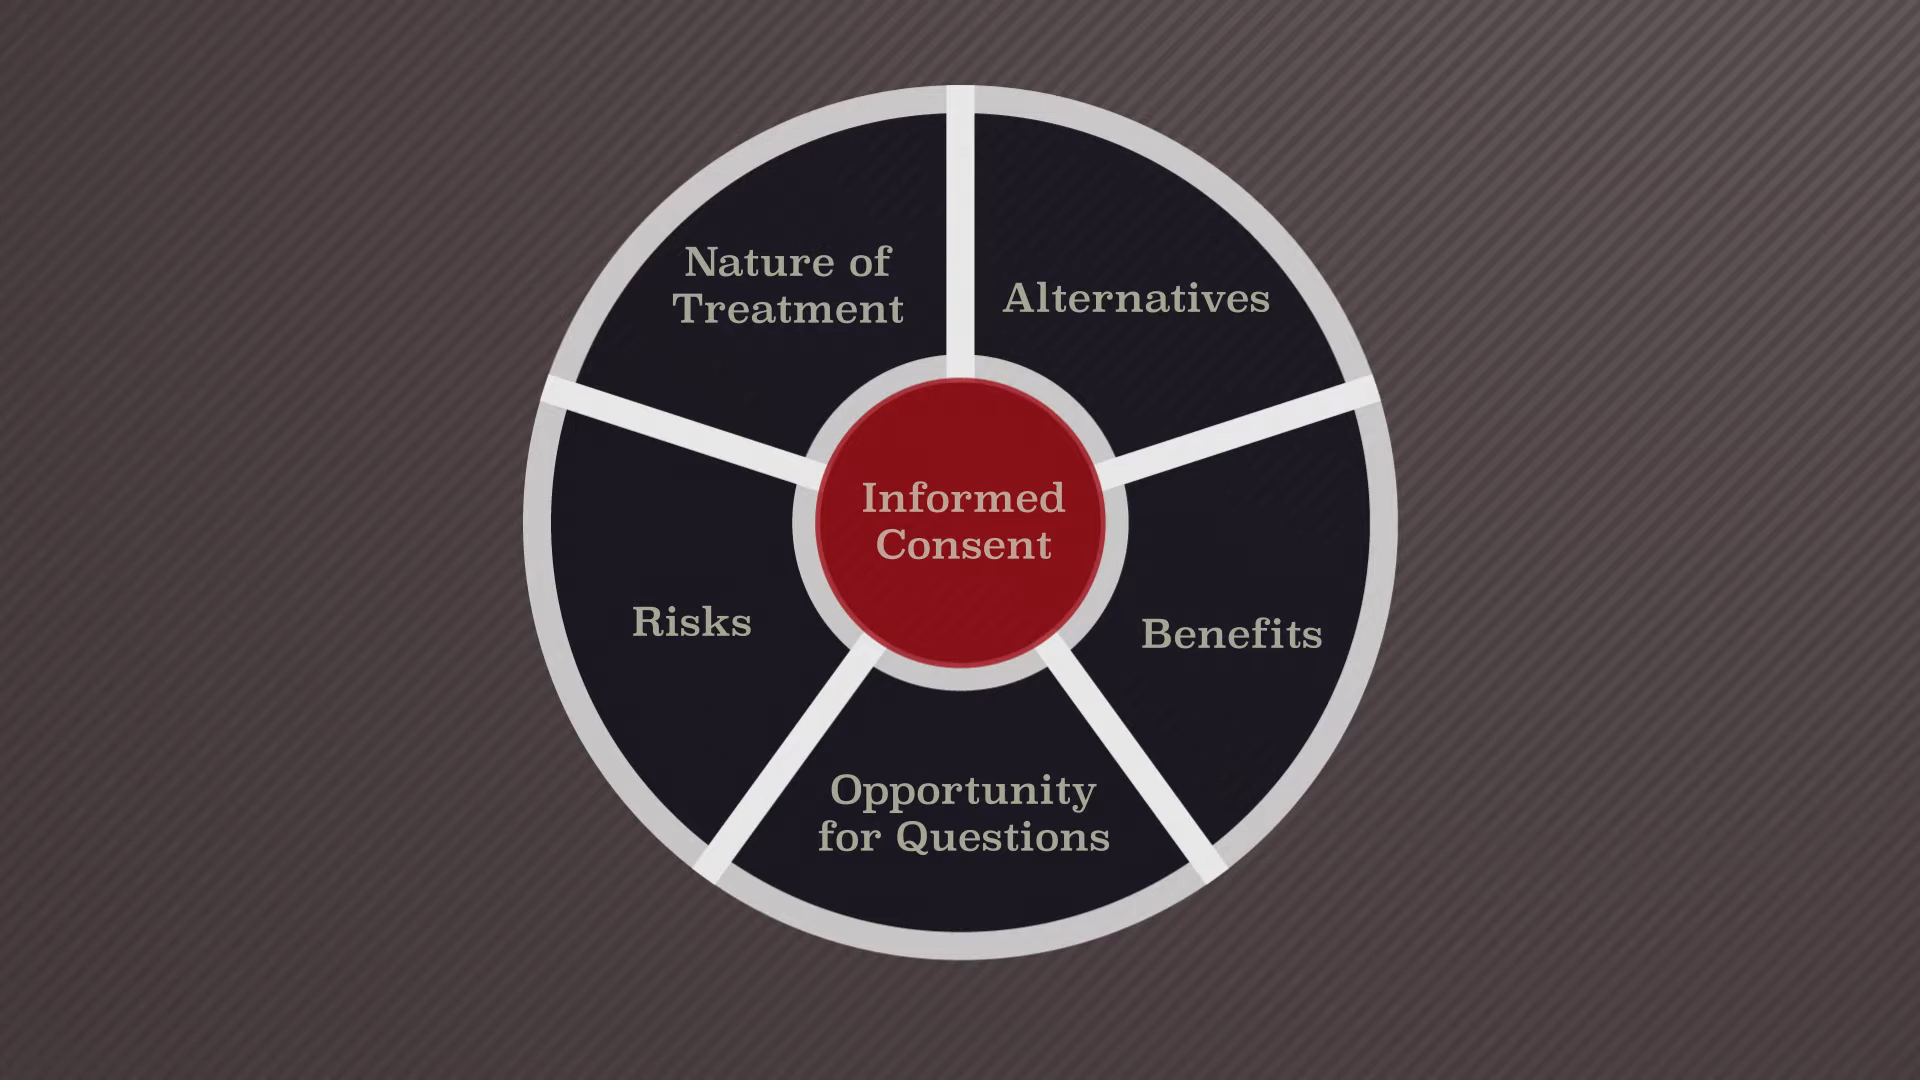 Nature of
Treatment
Alternatives
Informed
Consent
Risks
Benefits
Opportunity
for Questions